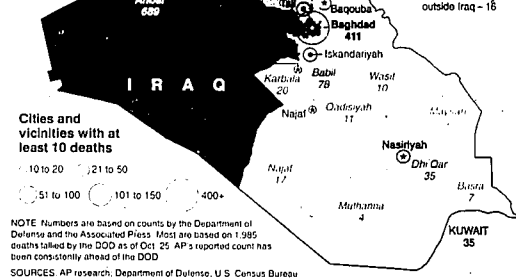 Anbar
689
Baqouba
outside Iraq – 16
Baghdad
411
Iskandariyah
Karbala
20
Babil
78
Wasit
10
I R A Q
Najaf
Qadisiyah
11
Maysan
Cities and
vicinities with at
least 10 deaths
10 to 20
21 to 50
51 to 100
101 to 150
400+
Nasiriyah
Dhi Qar
35
Najaf
17
Basra
7
Muthanna
4
KUWAIT
35
NOTE Numbers are based on counts by the Department of
Defense and the Associated Press. Most are based on 1,985
deaths tallied by the DOD as of Oct. 25. AP's reported count has
been consistently ahead of the DOD
SOURCES. AP research; Department of Defense, U.S. Census Bureau